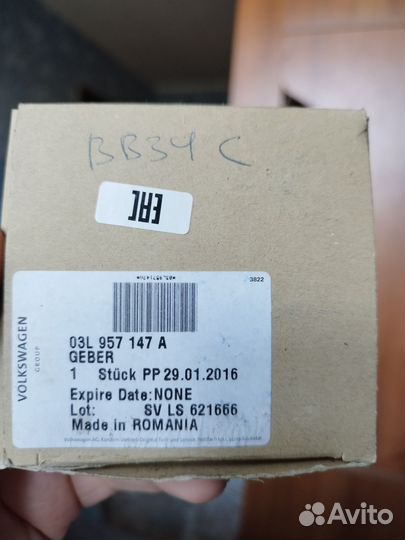 BB34 C
EAC
3822
VOLKSWAGEN
GROUP
03L 957 147 A
GEBER
1 Stück PP 29.01.2016
Expire Date: NONE
Lot: SV LS 621666
Made in ROMANIA
Avito